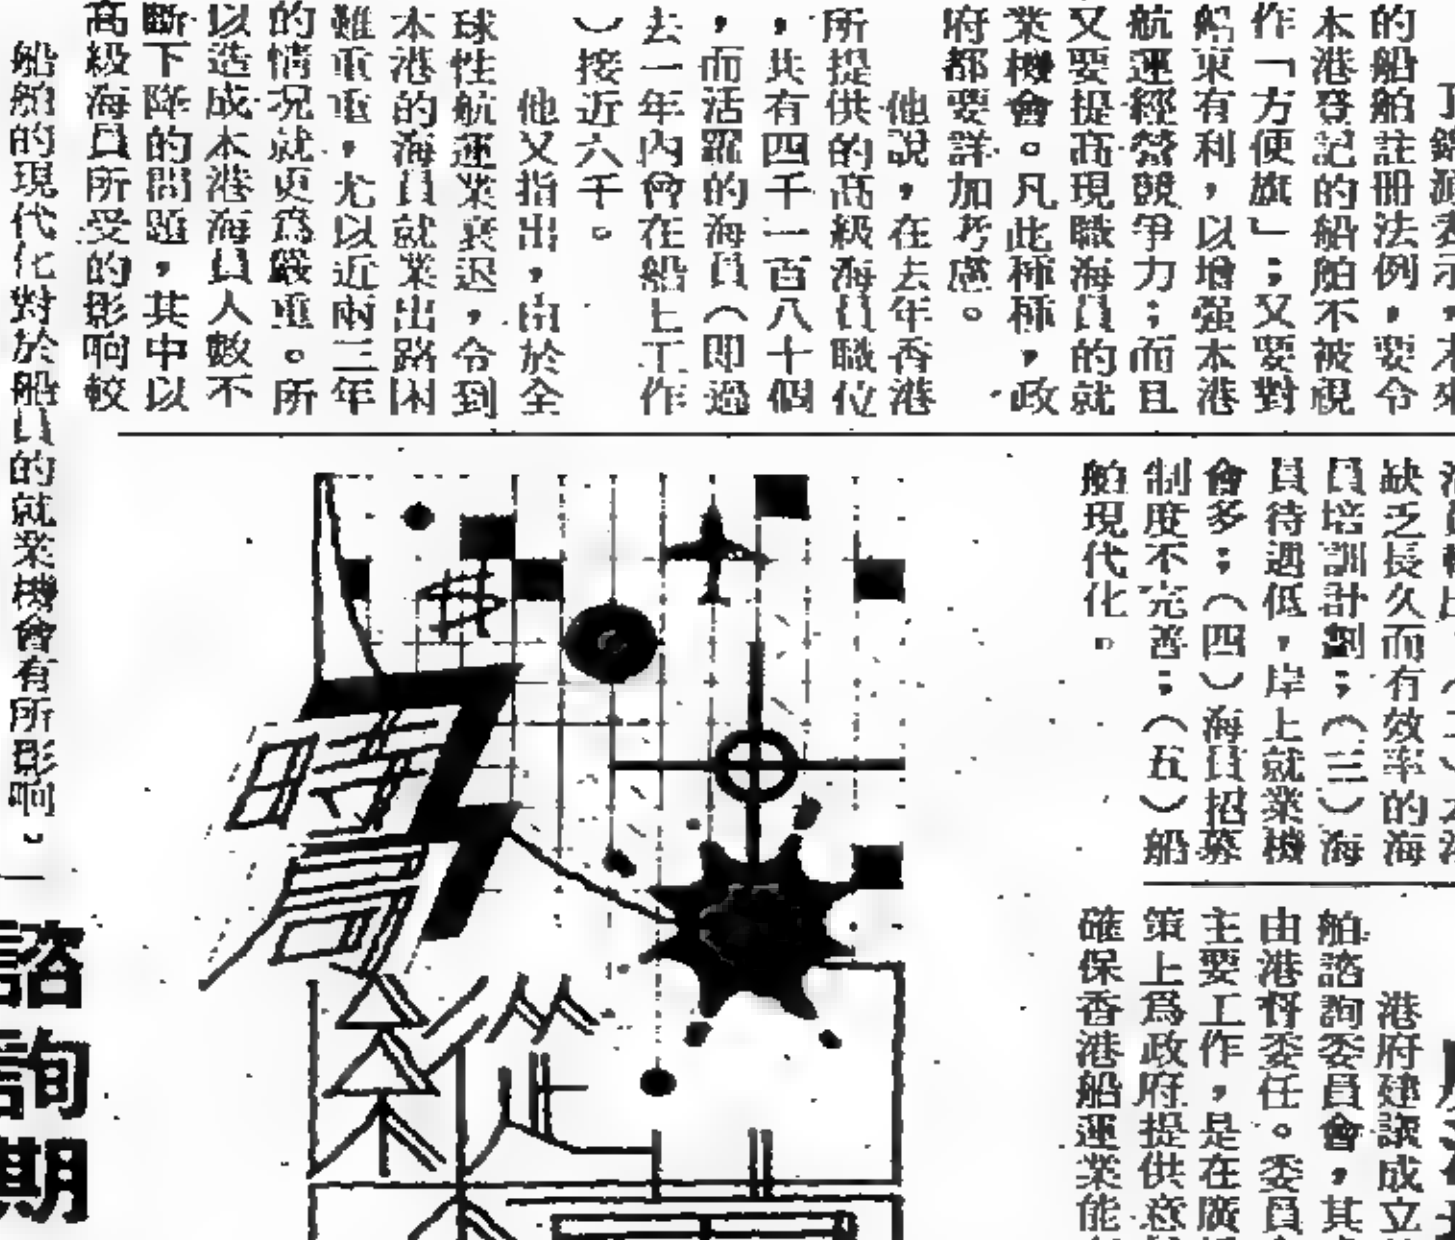 的船舶註冊法例，要令
本港登記的船舶不被視
作「方便旗」；又要對
船東有利，以增强本港
航運經營競爭力；而且
又要提高現職海員的就
業機會。凡此種種，政
府都要詳加考慮。
他說，在去年香港
所提供的高級海員職位
，共有四千一百八十個
，而活躍的海員（即過
去一年內曾在船上工作
）接近六千。
他又指出，由於全
球性航運業衰退，令到
本港的海員就業出路困
難重重，尤以近兩三年
的情況就更為嚴重。所
以造成本港海員人數不
斷下降的問題，其中以
高級海員所受的影响較
船舶的現代化對於船員的就業機會有所影响。
缺乏長久而有效率的海
員培訓計劃；（三）海
員待遇低，岸上就業機
會多；（四）海員招募
制度不完善；（五）船
舶現代化。
港府建議成立
舶諮詢委員會，其
由港督委任。委員
主要工作，是在廣
策上為政府提供意
確保香港船運業能
時局
諮詢期